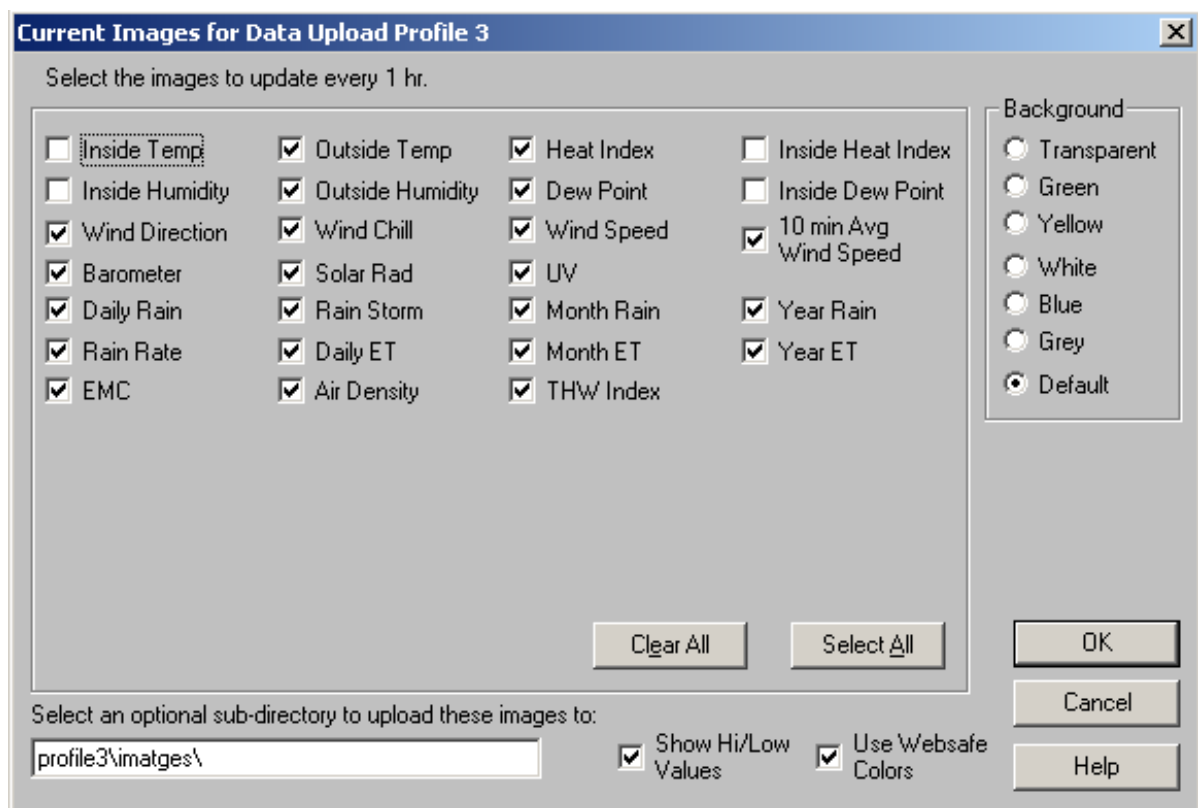 Current Images for Data Upload Profile 3
Select the images to update every 1 hr.
Inside Temp
Outside Temp
Heat Index
Inside Heat Index
Inside Humidity
Outside Humidity
Dew Point
Inside Dew Point
Wind Direction
Wind Chill
Wind Speed
10 min Avg
Wind Speed
Barometer
Solar Rad
UV
Daily Rain
Rain Storm
Month Rain
Year Rain
Rain Rate
Daily ET
Month ET
Year ET
EMC
Air Density
THW Index
Clear All
Select All
Background
Transparent
Green
Yellow
White
Blue
Grey
Default
OK
Cancel
Help
Select an optional sub-directory to upload these images to:
profile3\imatges\
Show Hi/Low
Values
Use Websafe
Colors